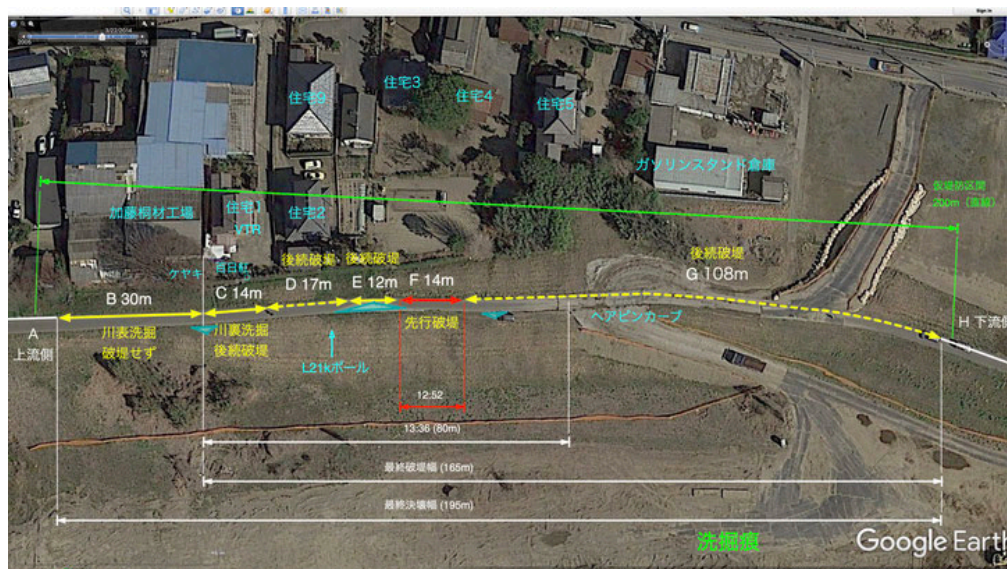 Sign in
3/23/2014
住宅9
住宅3
住宅4
住宅5
ガソリンスタンド倉庫
仮堤防区間
200m（直線）
加藤桐材工場
住宅1
VTR
住宅2
ケヤキ
後続破堤
後続破堤
後続破堤
B 30m
C 14m
D 17m
E 12m
F 14m
G 108m
A
上流側
川表洗掘
破堤せず
川裏洗掘
後続破堤
L21kポール
先行破堤
ヘアピンカーブ
H 下流側
12:52
13:36 (80m)
最終破堤幅 (165m)
最終決壊幅 (195m)
洗掘痕
Google Earth